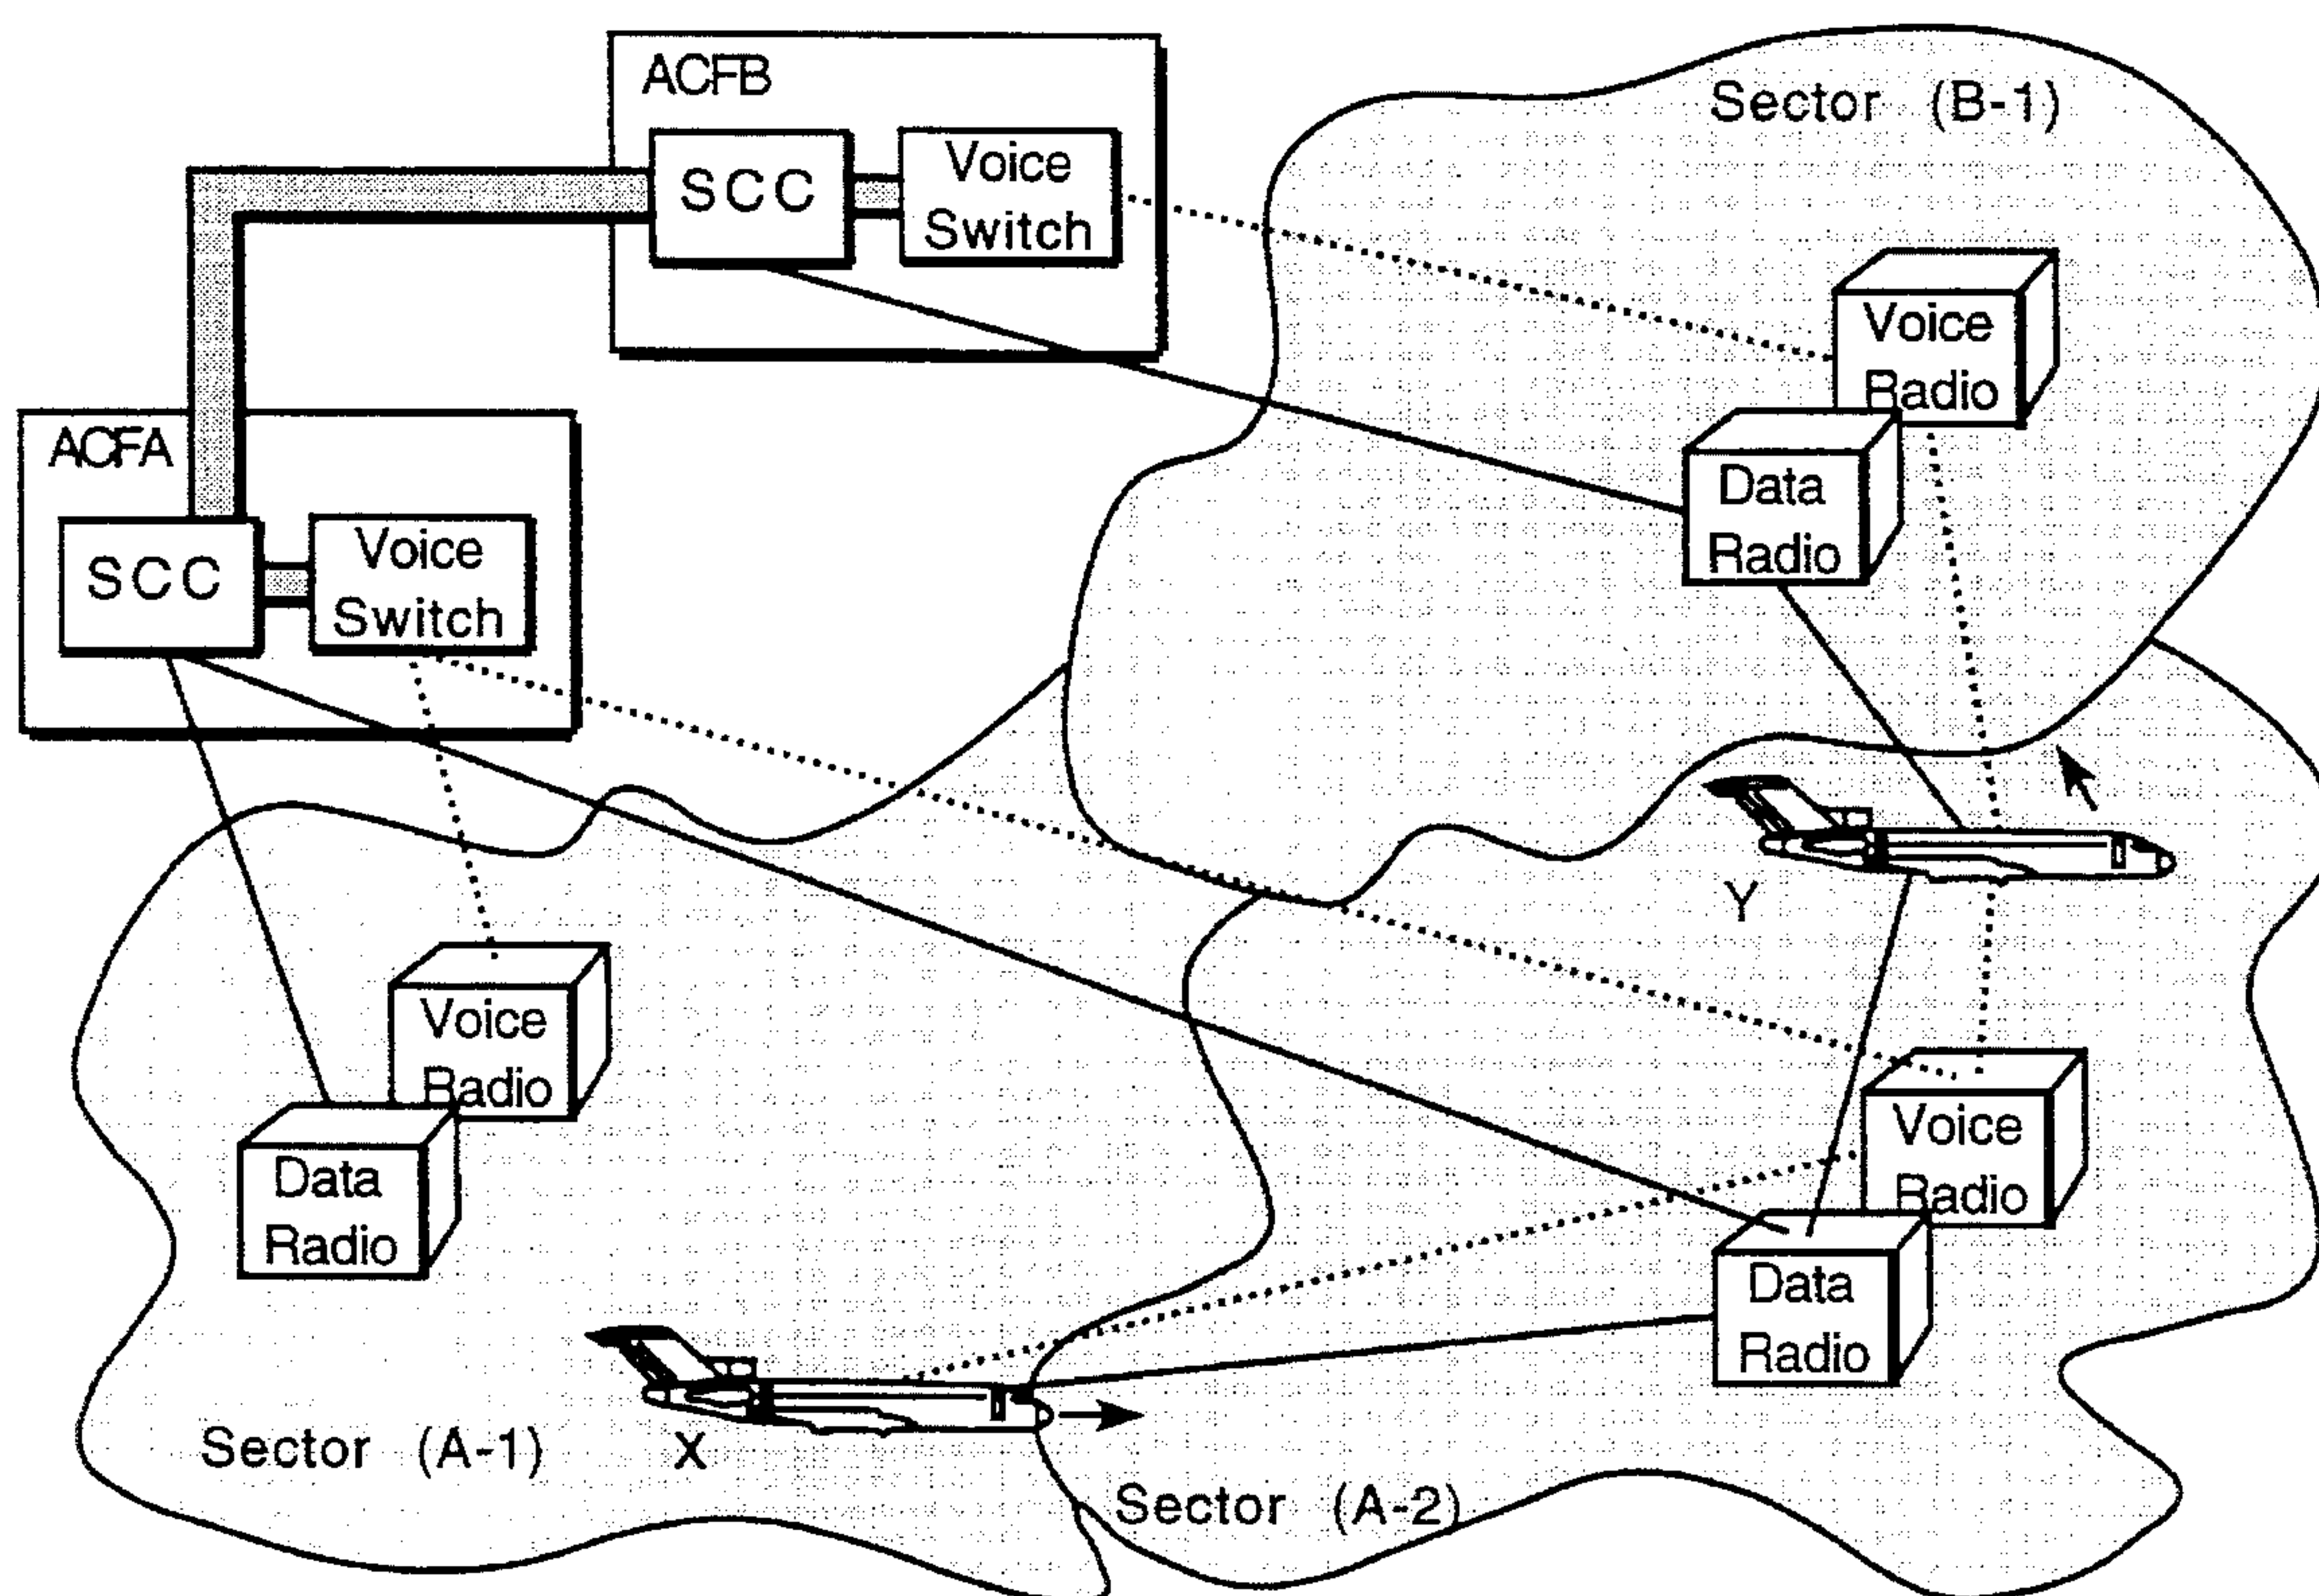 ACFB
SCC
Voice
Switch
Sector (B-1)
Voice
Radio
Data
Radio
ACFA
SCC
Voice
Switch
Y
Voice
Radio
Data
Radio
Voice
Radio
Data
Radio
Sector (A-1)
X
Sector (A-2)